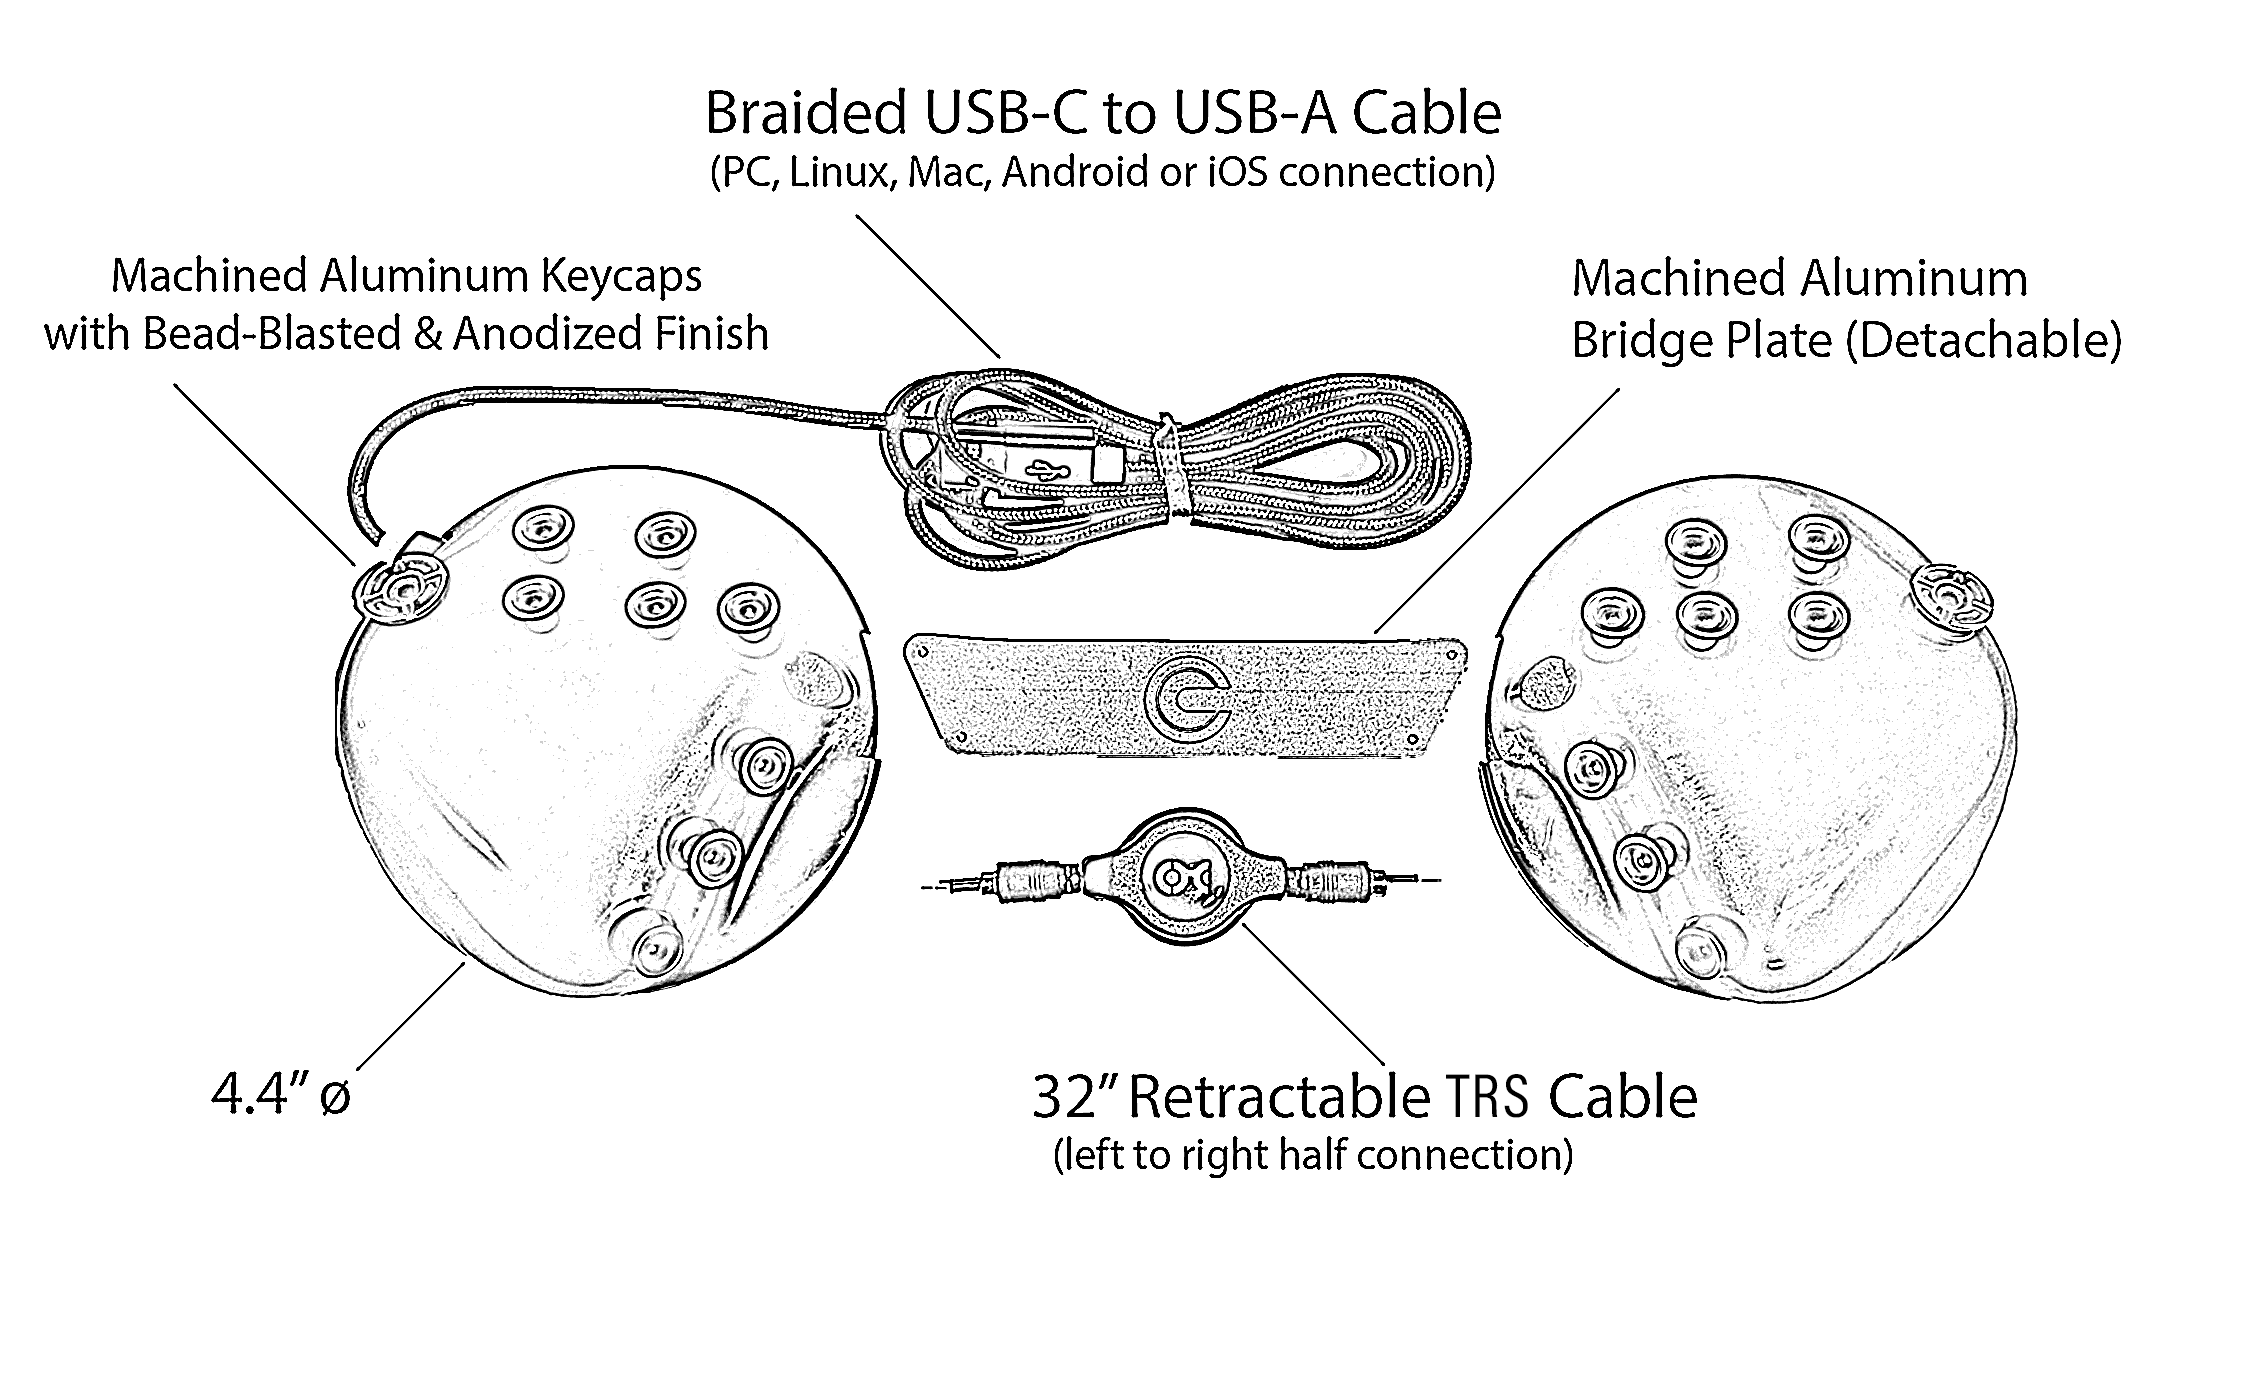 Braided USB-C to USB-A Cable
(PC, Linux, Mac, Android or iOS connection)
Machined Aluminum Keycaps
with Bead-Blasted & Anodized Finish
Machined Aluminum
Bridge Plate (Detachable)
4.4" ø
32" Retractable TRS Cable
(left to right half connection)